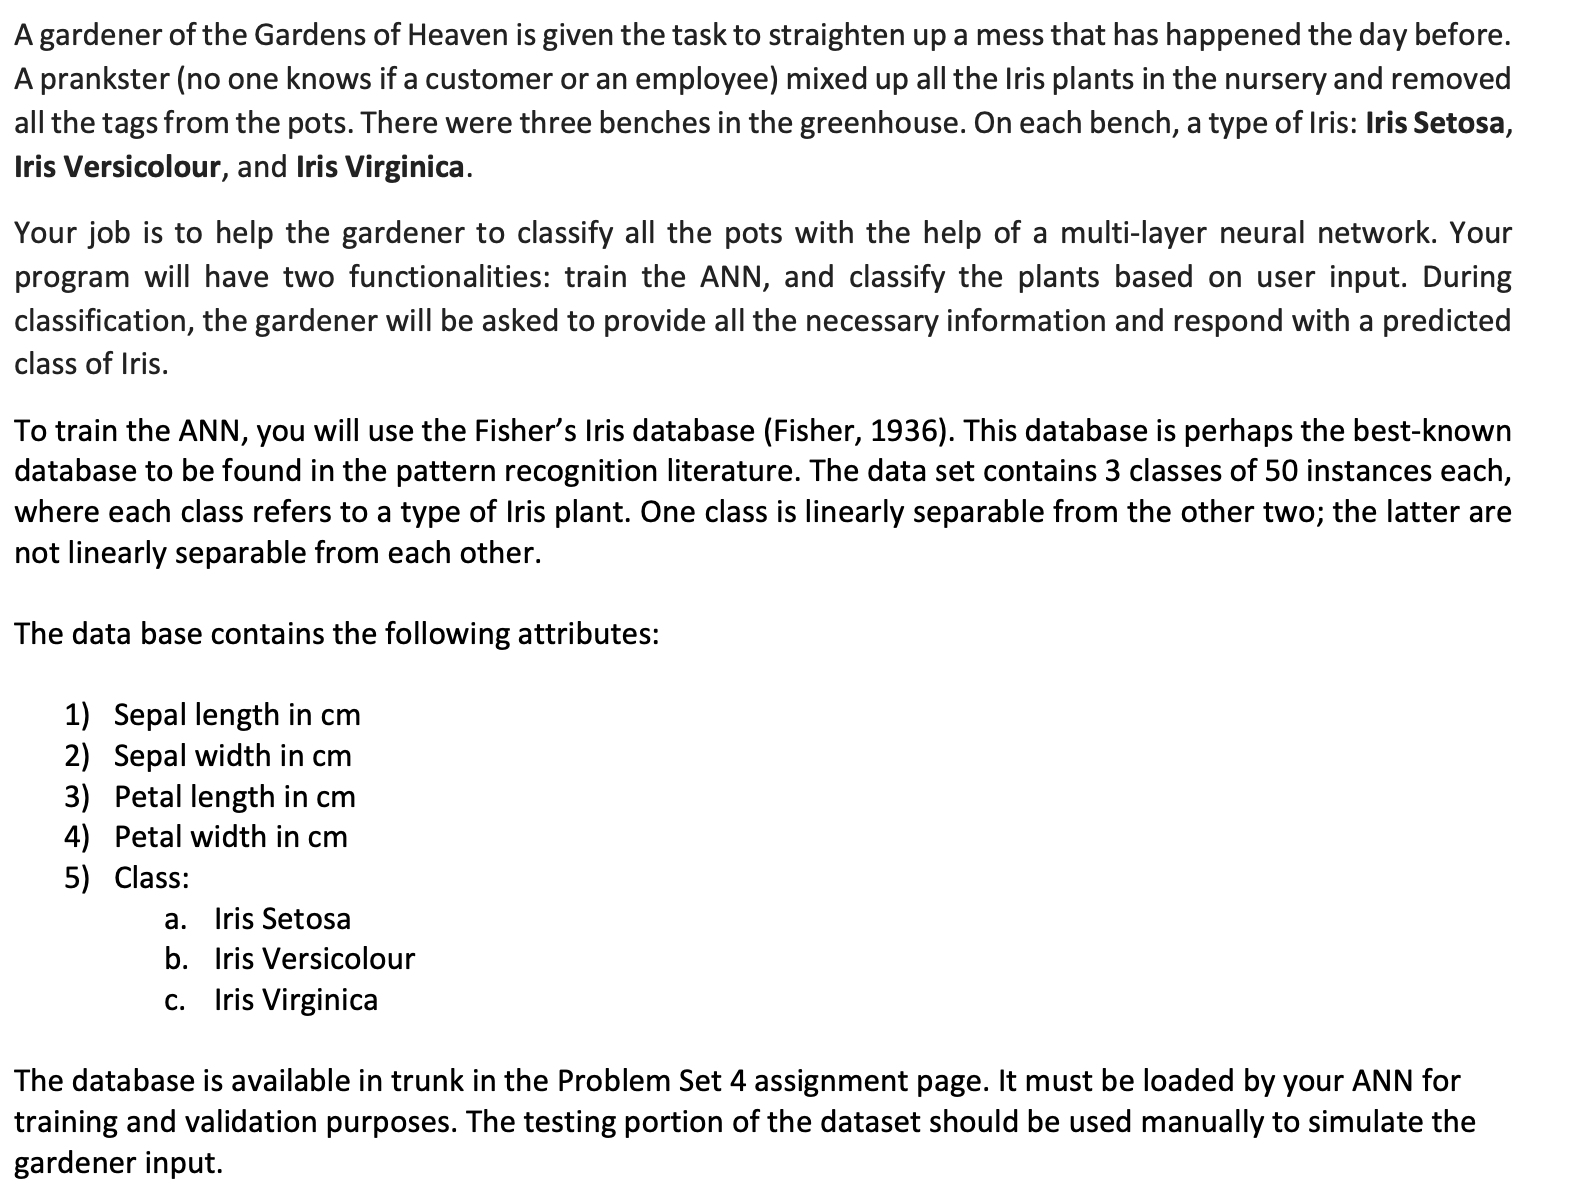 A gardener of the Gardens of Heaven is given the task to straighten up a mess that has happened the day before.
A prankster (no one knows if a customer or an employee) mixed up all the Iris plants in the nursery and removed
all the tags from the pots. There were three benches in the greenhouse. On each bench, a type of Iris: Iris Setosa,
Iris Versicolour, and Iris Virginica.
Your job is to help the gardener to classify all the pots with the help of a multi-layer neural network. Your
program will have two functionalities: train the ANN, and classify the plants based on user input. During
classification, the gardener will be asked to provide all the necessary information and respond with a predicted
class of Iris.
To train the ANN, you will use the Fisher’s Iris database (Fisher, 1936). This database is perhaps the best-known
database to be found in the pattern recognition literature. The data set contains 3 classes of 50 instances each,
where each class refers to a type of Iris plant. One class is linearly separable from the other two; the latter are
not linearly separable from each other.
The data base contains the following attributes:
1) Sepal length in cm
2) Sepal width in cm
3) Petal length in cm
4) Petal width in cm
5) Class:
a. Iris Setosa
b. Iris Versicolour
c. Iris Virginica
The database is available in trunk in the Problem Set 4 assignment page. It must be loaded by your ANN for
training and validation purposes. The testing portion of the dataset should be used manually to simulate the
gardener input.